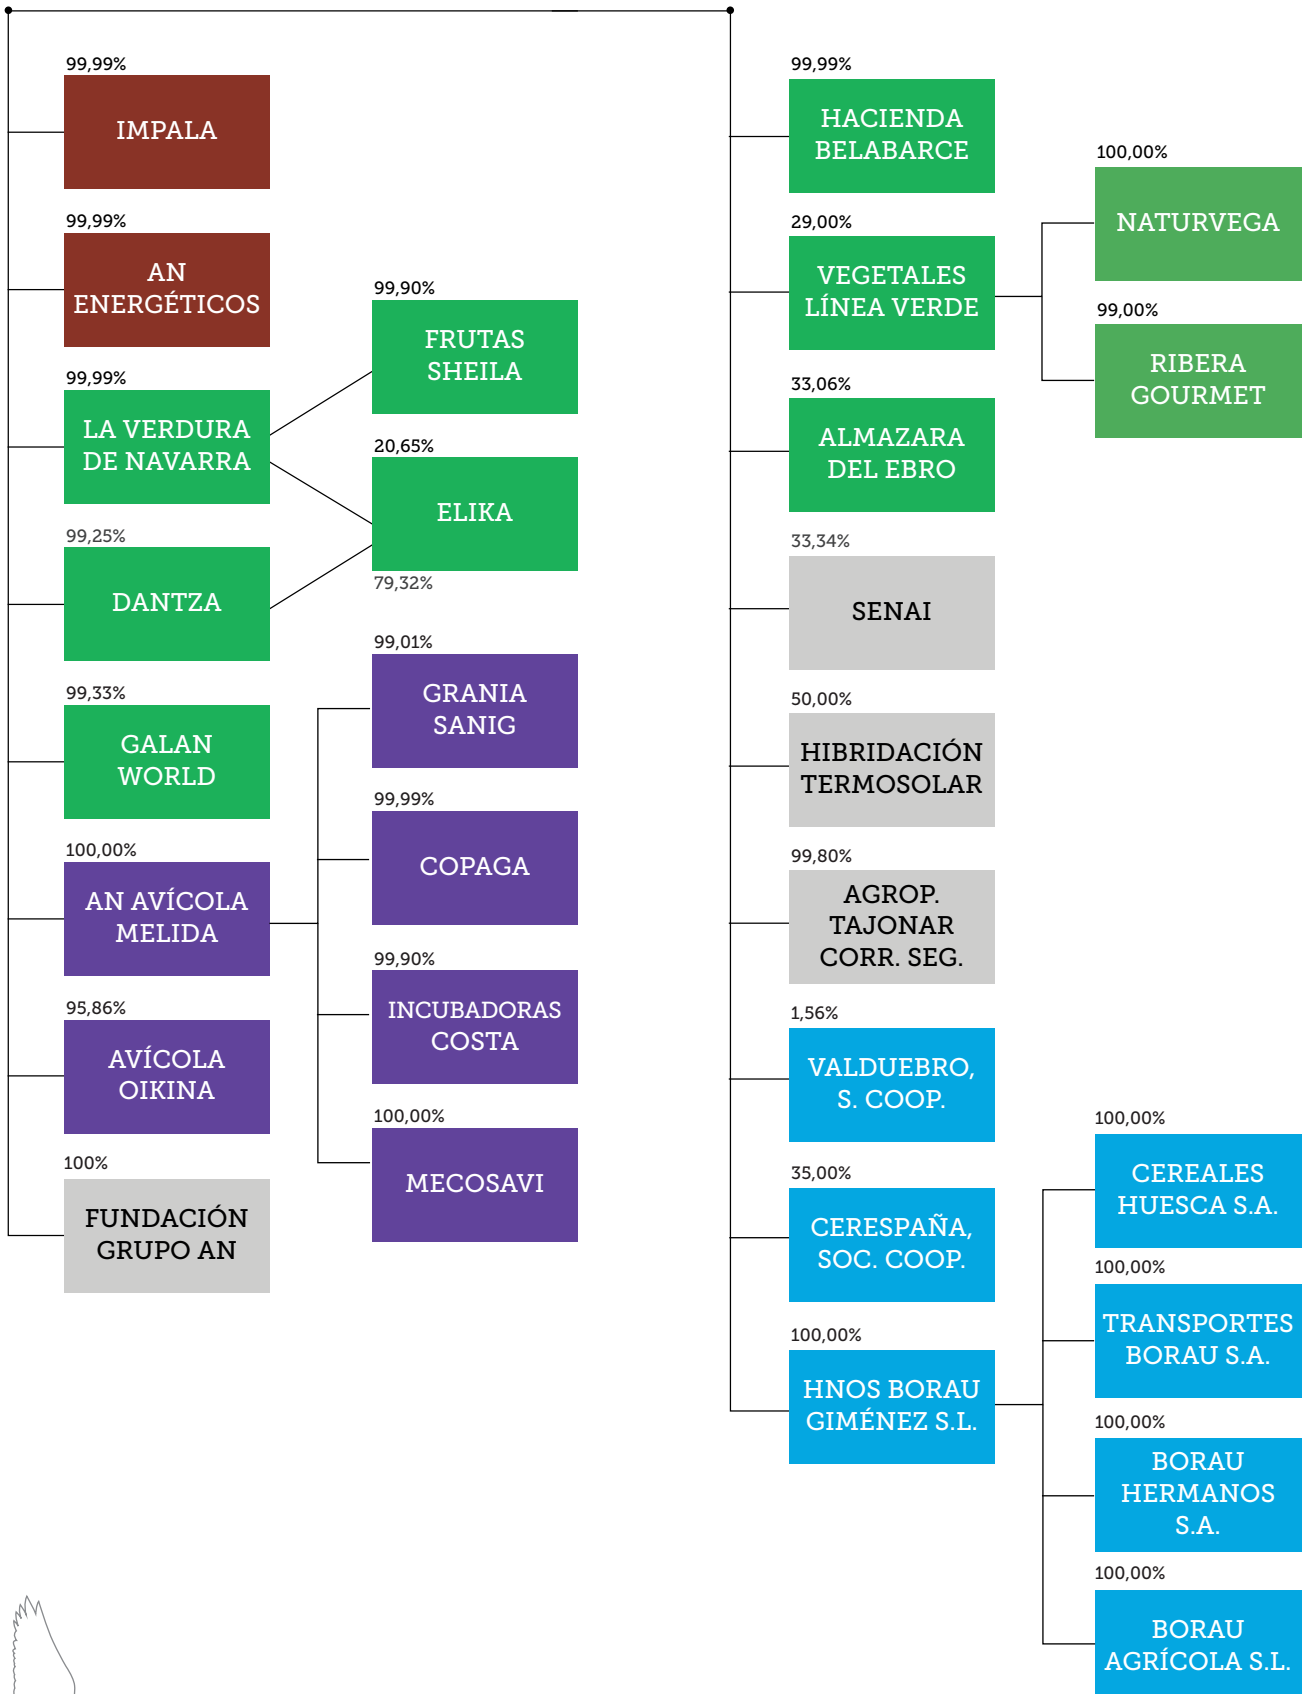 99,99%
IMPALA
99,99%
AN
ENERGÉTICOS
99,99%
LA VERDURA
DE NAVARRA
99,25%
DANTZA
99,33%
GALAN
WORLD
100,00%
AN AVÍCOLA
MELIDA
95,86%
AVÍCOLA
OIKINA
100%
FUNDACIÓN
GRUPO AN
99,90%
FRUTAS
SHEILA
20,65%
ELIKA
79,32%
99,01%
GRANIA
SANIG
99,99%
COPAGA
99,90%
INCUBADORAS
COSTA
100,00%
MECOSAVI
99,99%
HACIENDA
BELABARCE
29,00%
VEGETALES
LÍNEA VERDE
33,06%
ALMAZARA
DEL EBRO
33,34%
SENAI
50,00%
HIBRIDACIÓN
TERMOSOLAR
99,80%
AGROP.
TAJONAR
CORR. SEG.
1,56%
VALDUEBRO,
S. COOP.
35,00%
CERESPAÑA,
SOC. COOP.
100,00%
HNOS BORAU
GIMÉNEZ S.L.
100,00%
NATURVEGA
99,00%
RIBERA
GOURMET
100,00%
CEREALES
HUESCA S.A.
100,00%
TRANSPORTES
BORAU S.A.
100,00%
BORAU
HERMANOS
S.A.
100,00%
BORAU
AGRÍCOLA S.L.